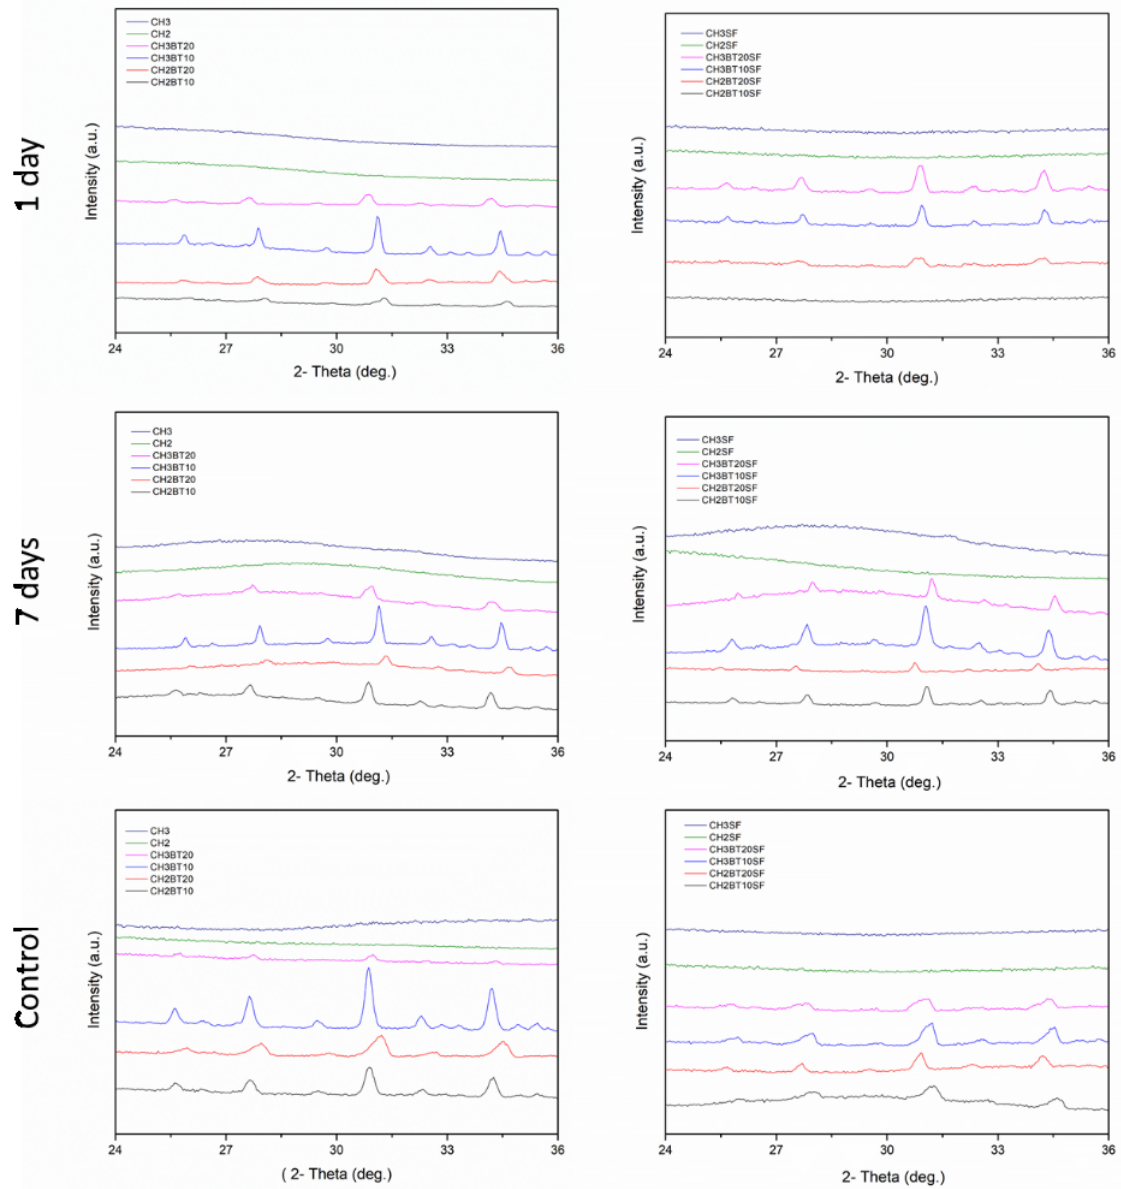 1 day
CH3
CH2
CH3BT20
CH3BT10
CH2BT20
CH2BT10
Intensity (a.u.)
24 27 30 33 36
2- Theta (deg.)
CH3SF
CH2SF
CH3BT20SF
CH3BT10SF
CH2BT20SF
CH2BT10SF
Intensity (a.u.)
24 27 30 33 36
2- Theta (deg.)
7 days
CH3
CH2
CH3BT20
CH3BT10
CH2BT20
CH2BT10
Intensity (a.u.)
24 27 30 33 36
2- Theta (deg.)
CH3SF
CH2SF
CH3BT20SF
CH3BT10SF
CH2BT20SF
CH2BT10SF
Intensity (a.u.)
24 27 30 33 36
2- Theta (deg.)
Control
CH3
CH2
CH3BT20
CH3BT10
CH2BT20
CH2BT10
Intensity (a.u.)
24 27 30 33 36
( 2- Theta (deg.)
CH3SF
CH2SF
CH3BT20SF
CH3BT10SF
CH2BT20SF
CH2BT10SF
Intensity (a.u.)
24 27 30 33 36
2- Theta (deg.)